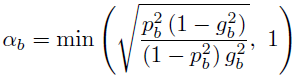 α_b = min ( √( p_b^2 (1 − g_b^2) / (1 − p_b^2) g_b^2 ), 1 )